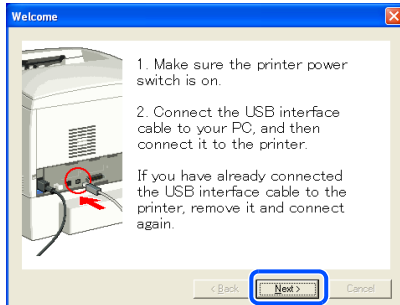 Welcome
1. Make sure the printer power
switch is on.
2. Connect the USB interface
cable to your PC, and then
connect it to the printer.
If you have already connected
the USB interface cable to the
printer, remove it and connect
again.
< Back
Next >
Cancel